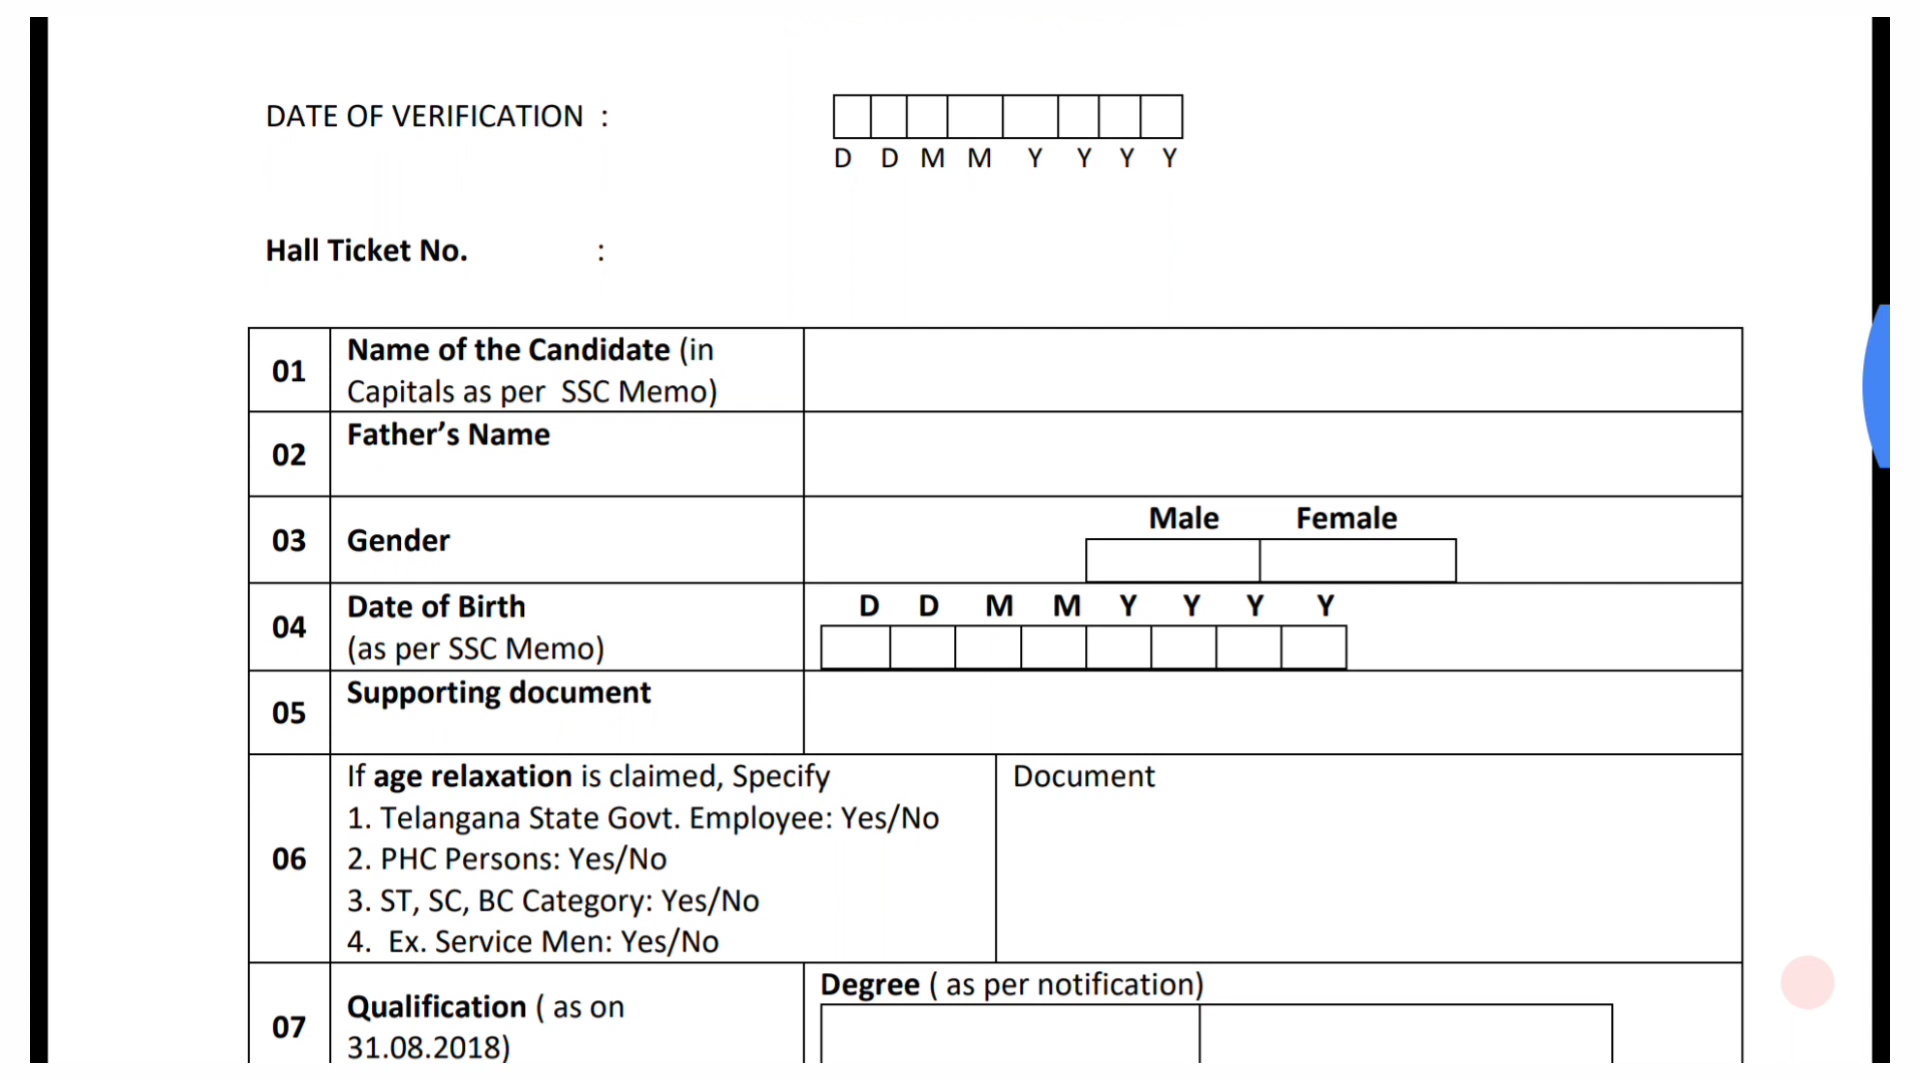 DATE OF VERIFICATION :
D D M M Y Y Y Y
Hall Ticket No. :
01 Name of the Candidate (in
Capitals as per SSC Memo)
02 Father’s Name
03 Gender Male Female
04 Date of Birth D D M M Y Y Y Y
(as per SSC Memo)
05 Supporting document
06 If age relaxation is claimed, Specify Document
1. Telangana State Govt. Employee: Yes/No
2. PHC Persons: Yes/No
3. ST, SC, BC Category: Yes/No
4. Ex. Service Men: Yes/No
07 Qualification ( as on Degree ( as per notification)
31.08.2018)